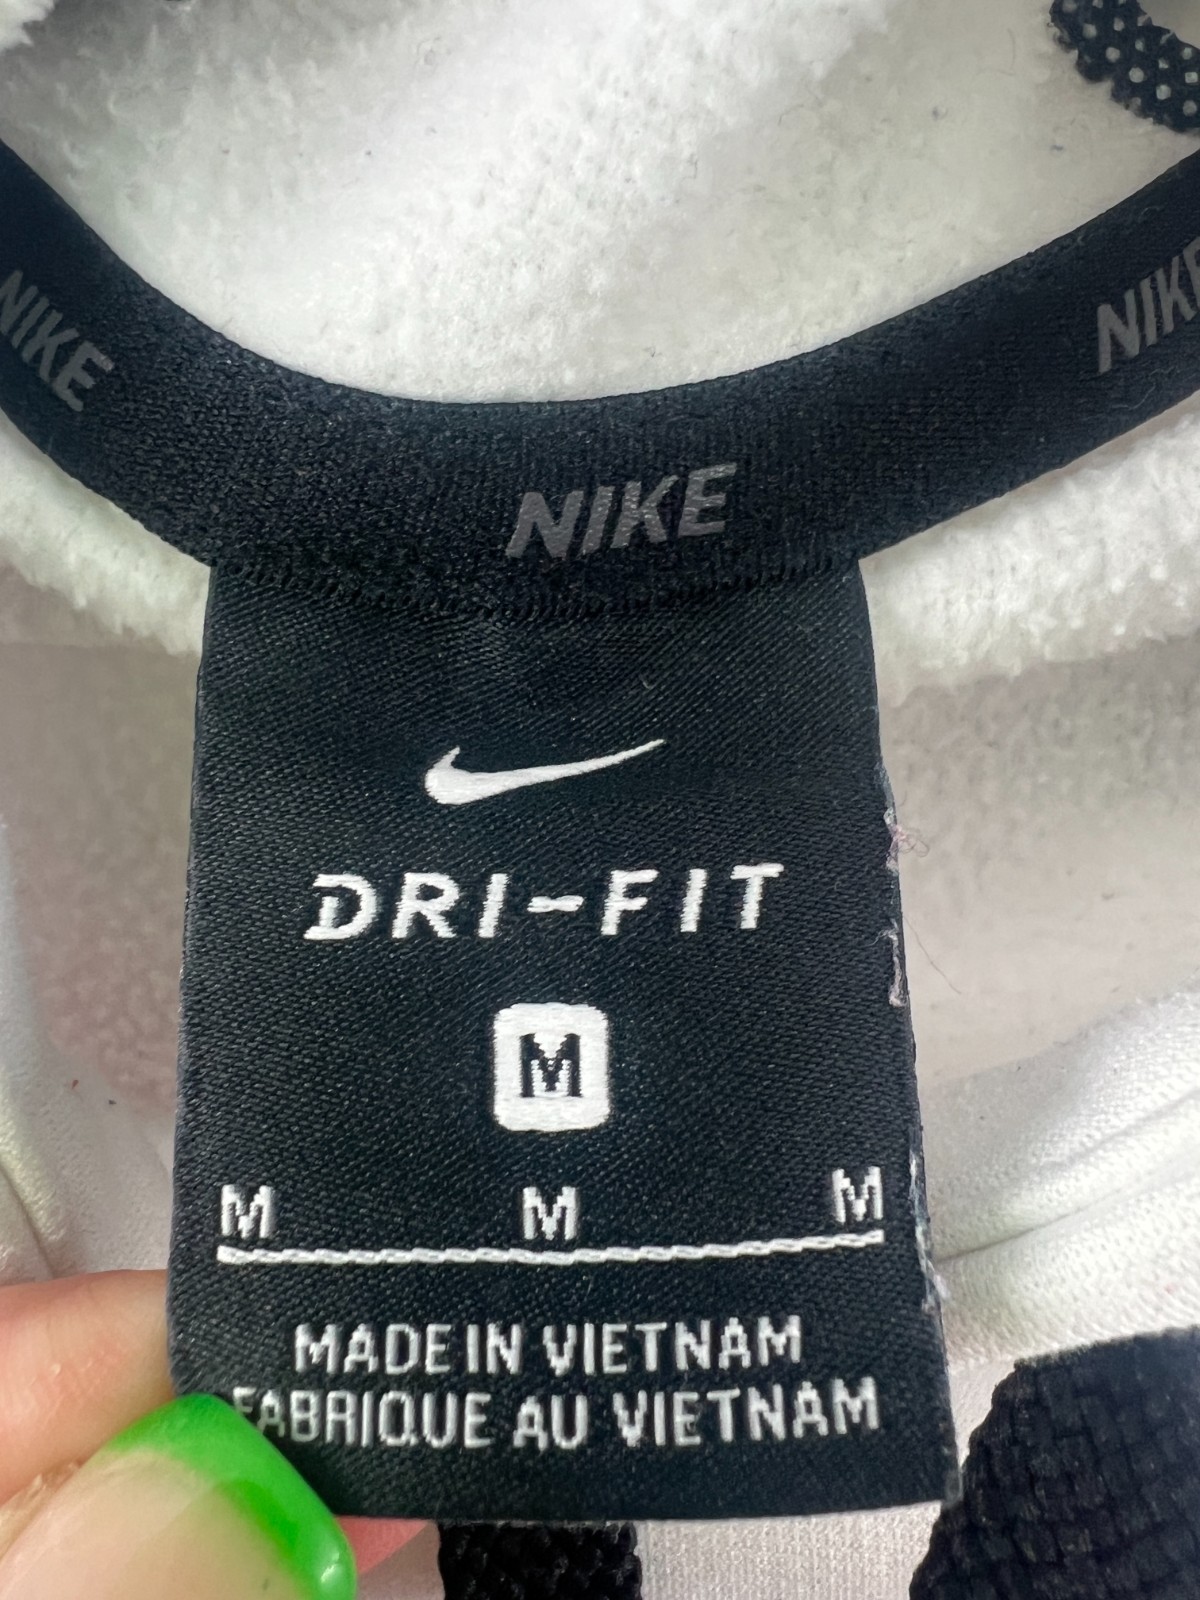 NIKE
NIKE
NIKE
DRI-FIT
M
M M M
MADE IN VIETNAM
FABRIQUE AU VIETNAM